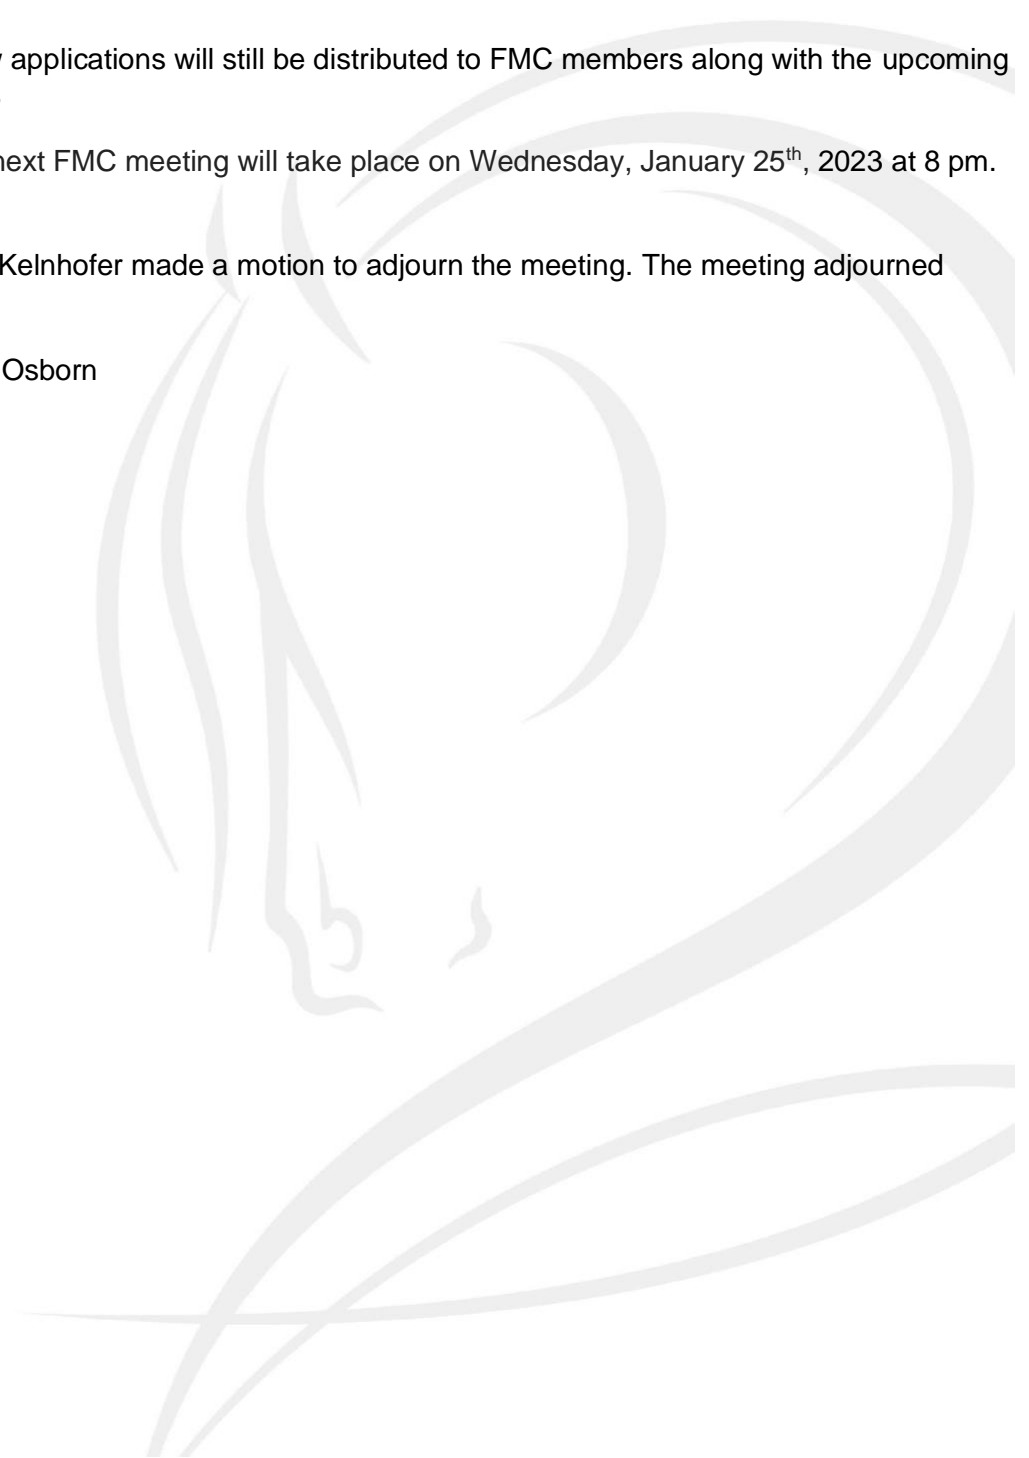 applications will still be distributed to FMC members along with the upcoming
next FMC meeting will take place on Wednesday, January 25th, 2023 at 8 pm.
Kelnhofer made a motion to adjourn the meeting. The meeting adjourned
Osborn